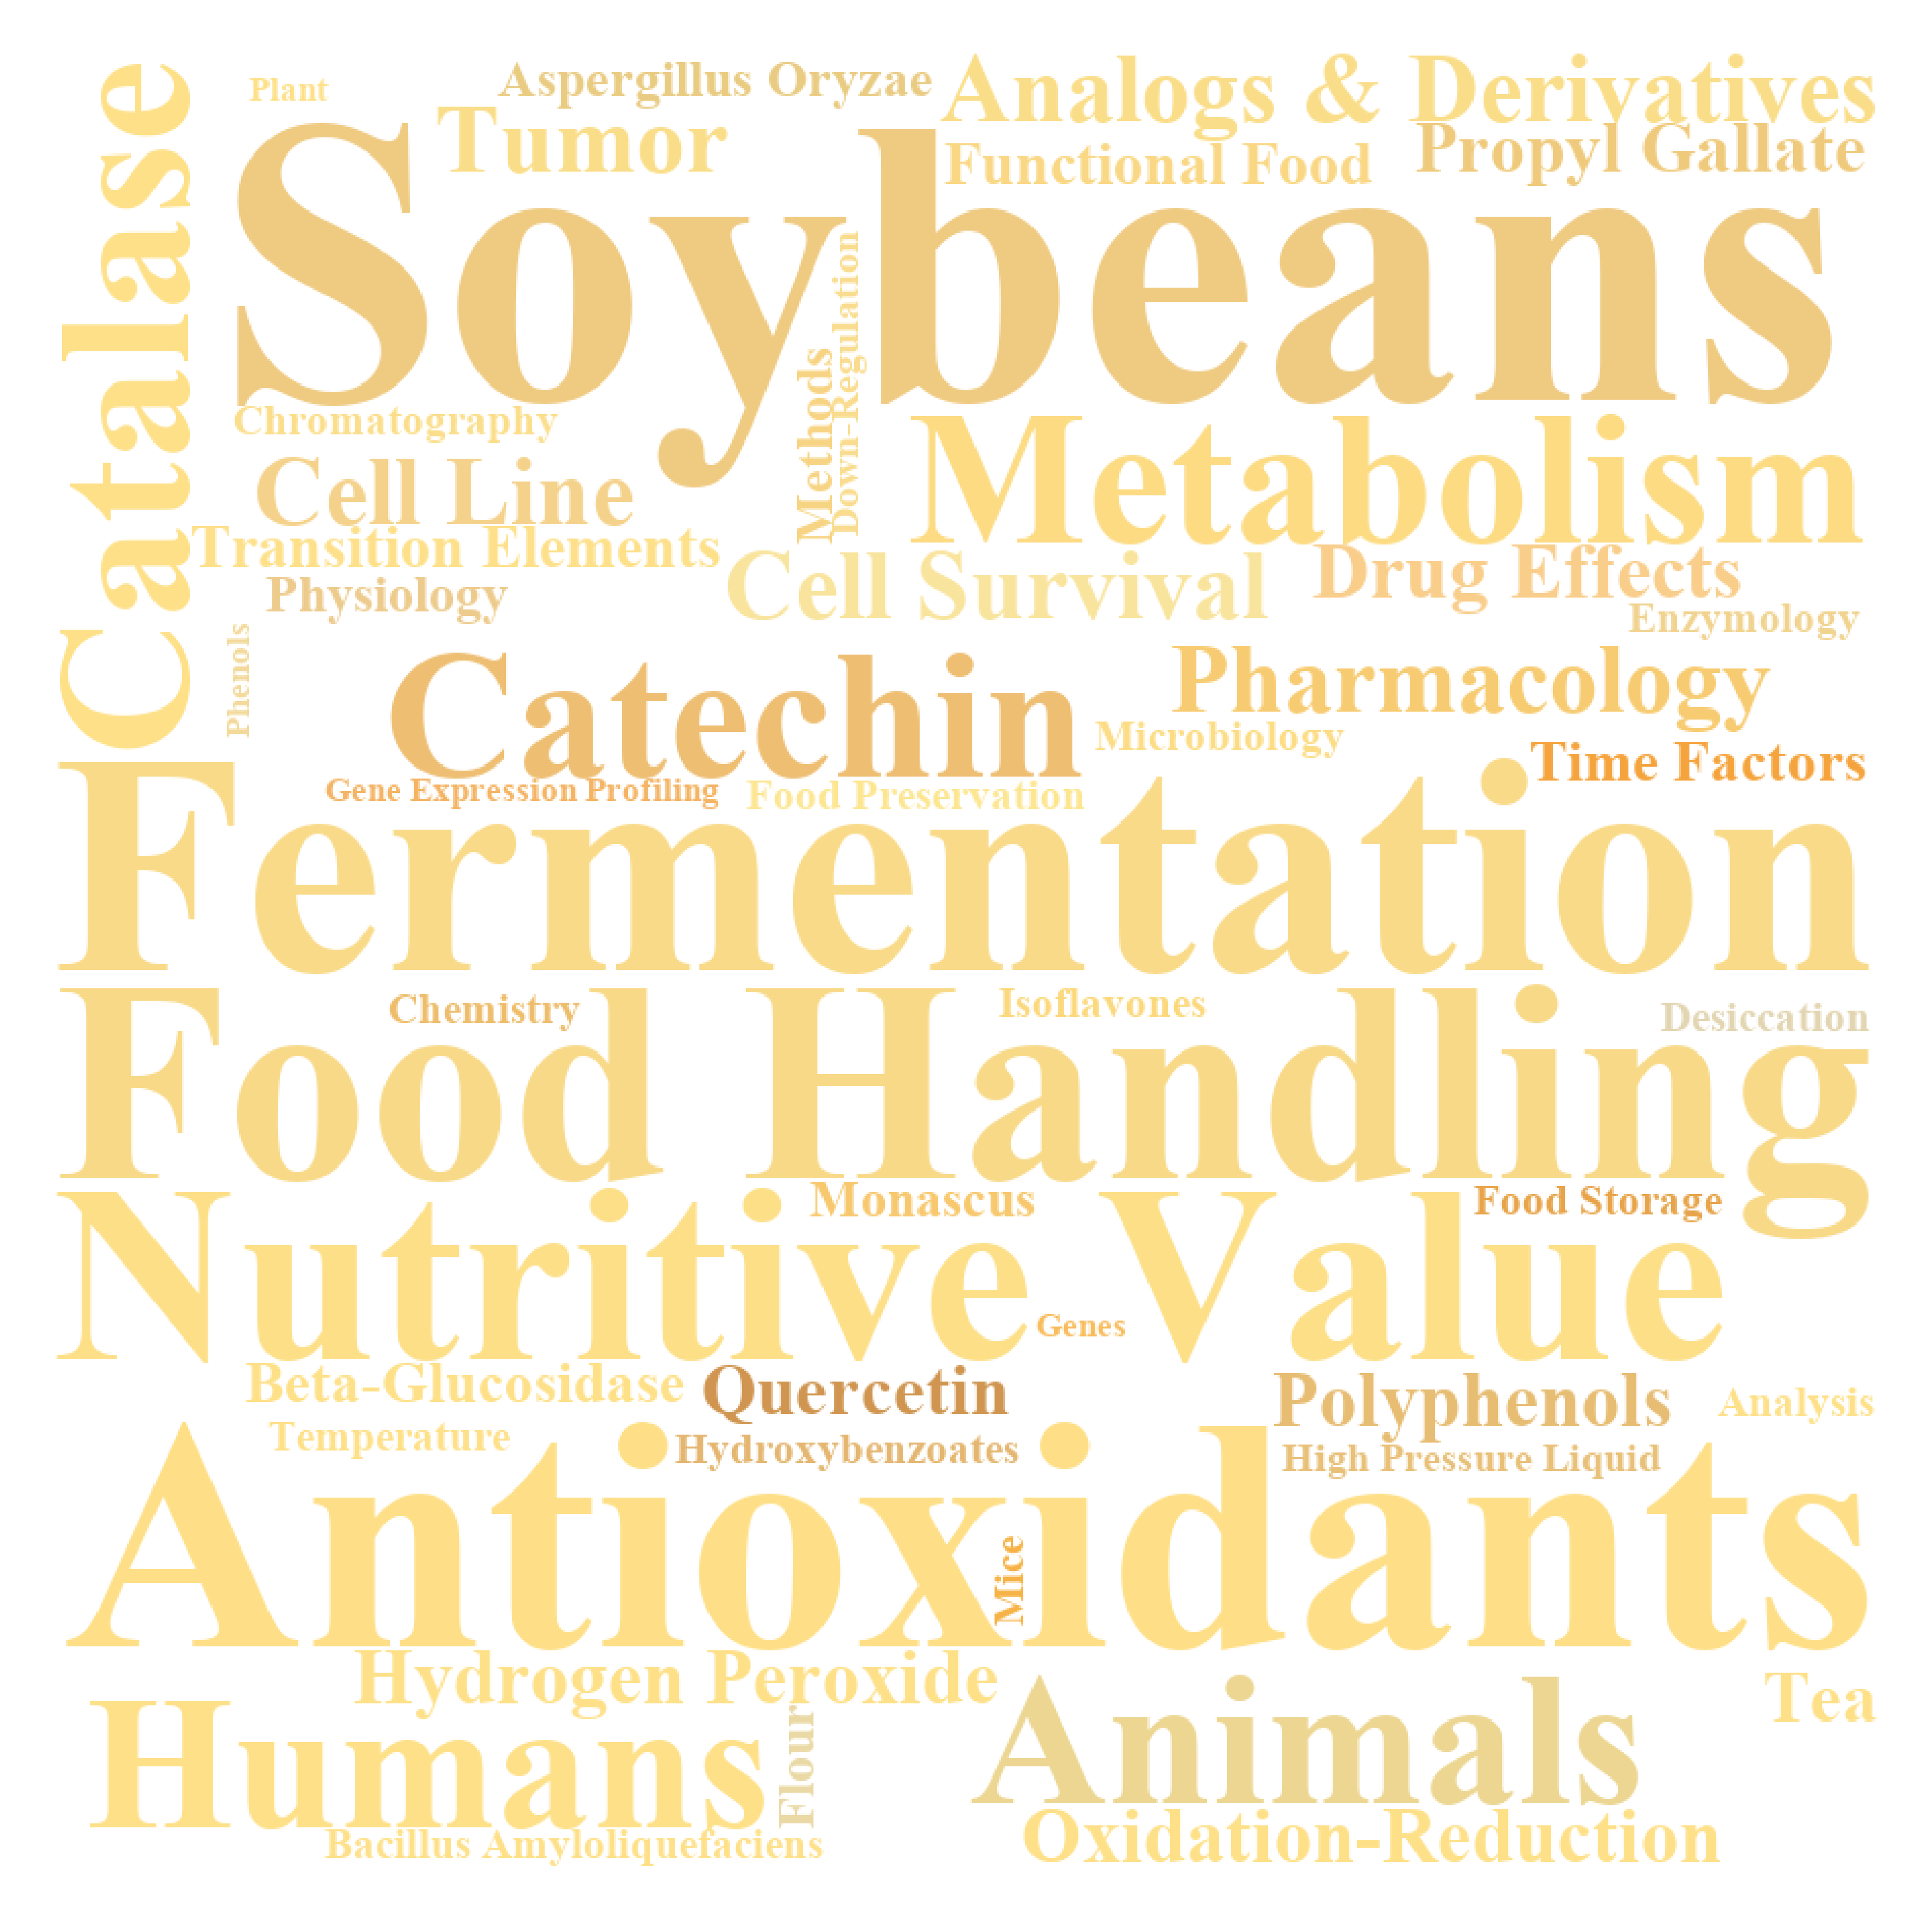 Plant
Aspergillus Oryzae
Analogs & Derivatives
Tumor
Functional Food
Propyl Gallate
Catalase
Soybeans
Methods
Down-Regulation
Chromatography
Metabolism
Cell Line
Transition Elements
Cell Survival
Drug Effects
Physiology
Enzymology
Phenols
Catechin
Pharmacology
Microbiology
Time Factors
Gene Expression Profiling
Food Preservation
Fermentation
Chemistry
Isoflavones
Desiccation
Food Handling
Monascus
Food Storage
Nutritive Value
Genes
Beta-Glucosidase
Quercetin
Polyphenols
Analysis
Temperature
Hydroxybenzoates
High Pressure Liquid
Antioxidants
Mice
Hydrogen Peroxide
Tea
Humans
Flour
Animals
Bacillus Amyloliquefaciens
Oxidation-Reduction